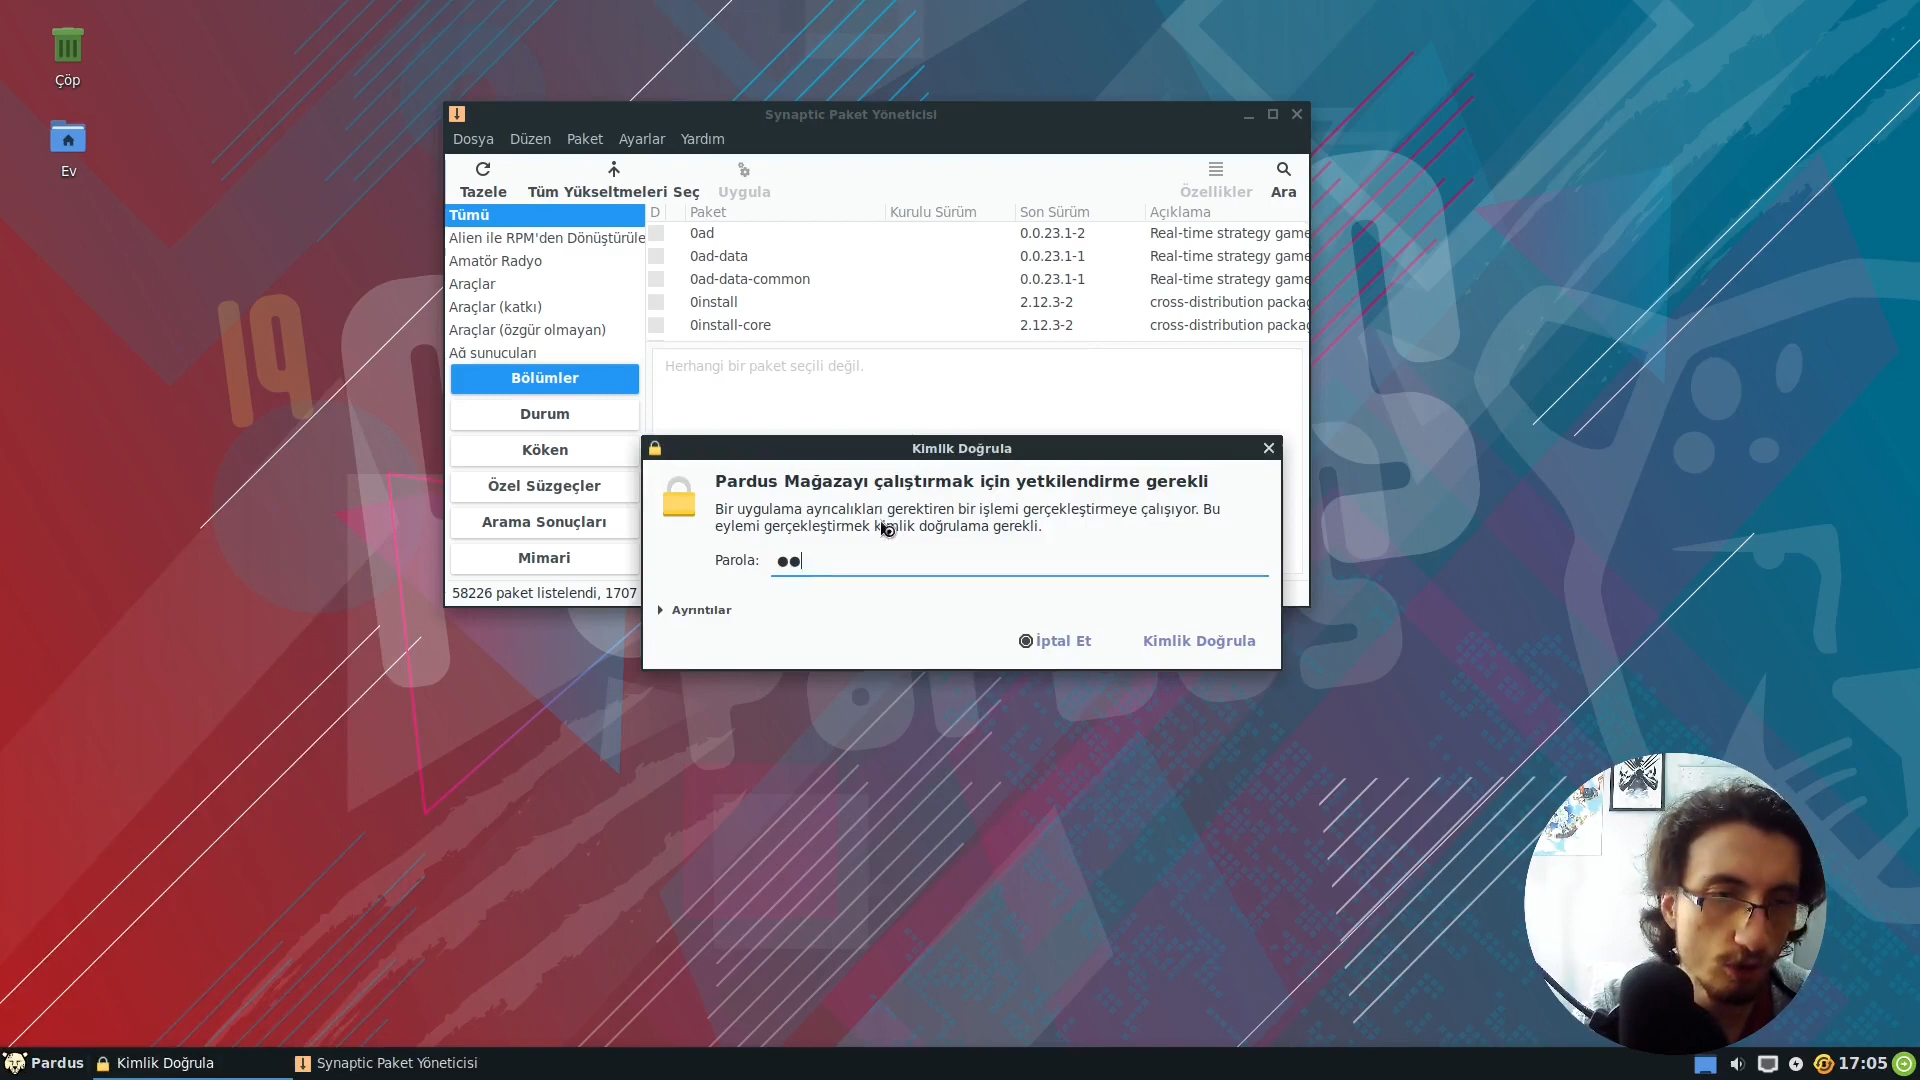 Çöp
Ev
Synaptic Paket Yöneticisi
Dosya Düzen Paket Ayarlar Yardım
Tazele Tüm Yükseltmeleri Seç Uygula Özellikler Ara
Tümü
Alien ile RPM'den Dönüştürüle
Amatör Radyo
Araçlar
Araçlar (katkı)
Araçlar (özgür olmayan)
Ağ sunucuları
Bölümler
Durum
Köken
Özel Süzgeçler
Arama Sonuçları
Mimari
58226 paket listelendi, 1707
D Paket Kurulu Sürüm Son Sürüm Açıklama
0ad 0.0.23.1-2 Real-time strategy game
0ad-data 0.0.23.1-1 Real-time strategy game
0ad-data-common 0.0.23.1-1 Real-time strategy game
0install 2.12.3-2 cross-distribution packag
0install-core 2.12.3-2 cross-distribution packag
Herhangi bir paket seçili değil.
Kimlik Doğrula
Pardus Mağazayı çalıştırmak için yetkilendirme gerekli
Bir uygulama ayrıcalıkları gerektiren bir işlemi gerçekleştirmeye çalışıyor. Bu
eylemi gerçekleştirmek kimlik doğrulama gerekli.
Parola: ●●
Ayrıntılar
İptal Et Kimlik Doğrula
19
Pardus Kimlik Doğrula Synaptic Paket Yöneticisi 17:05